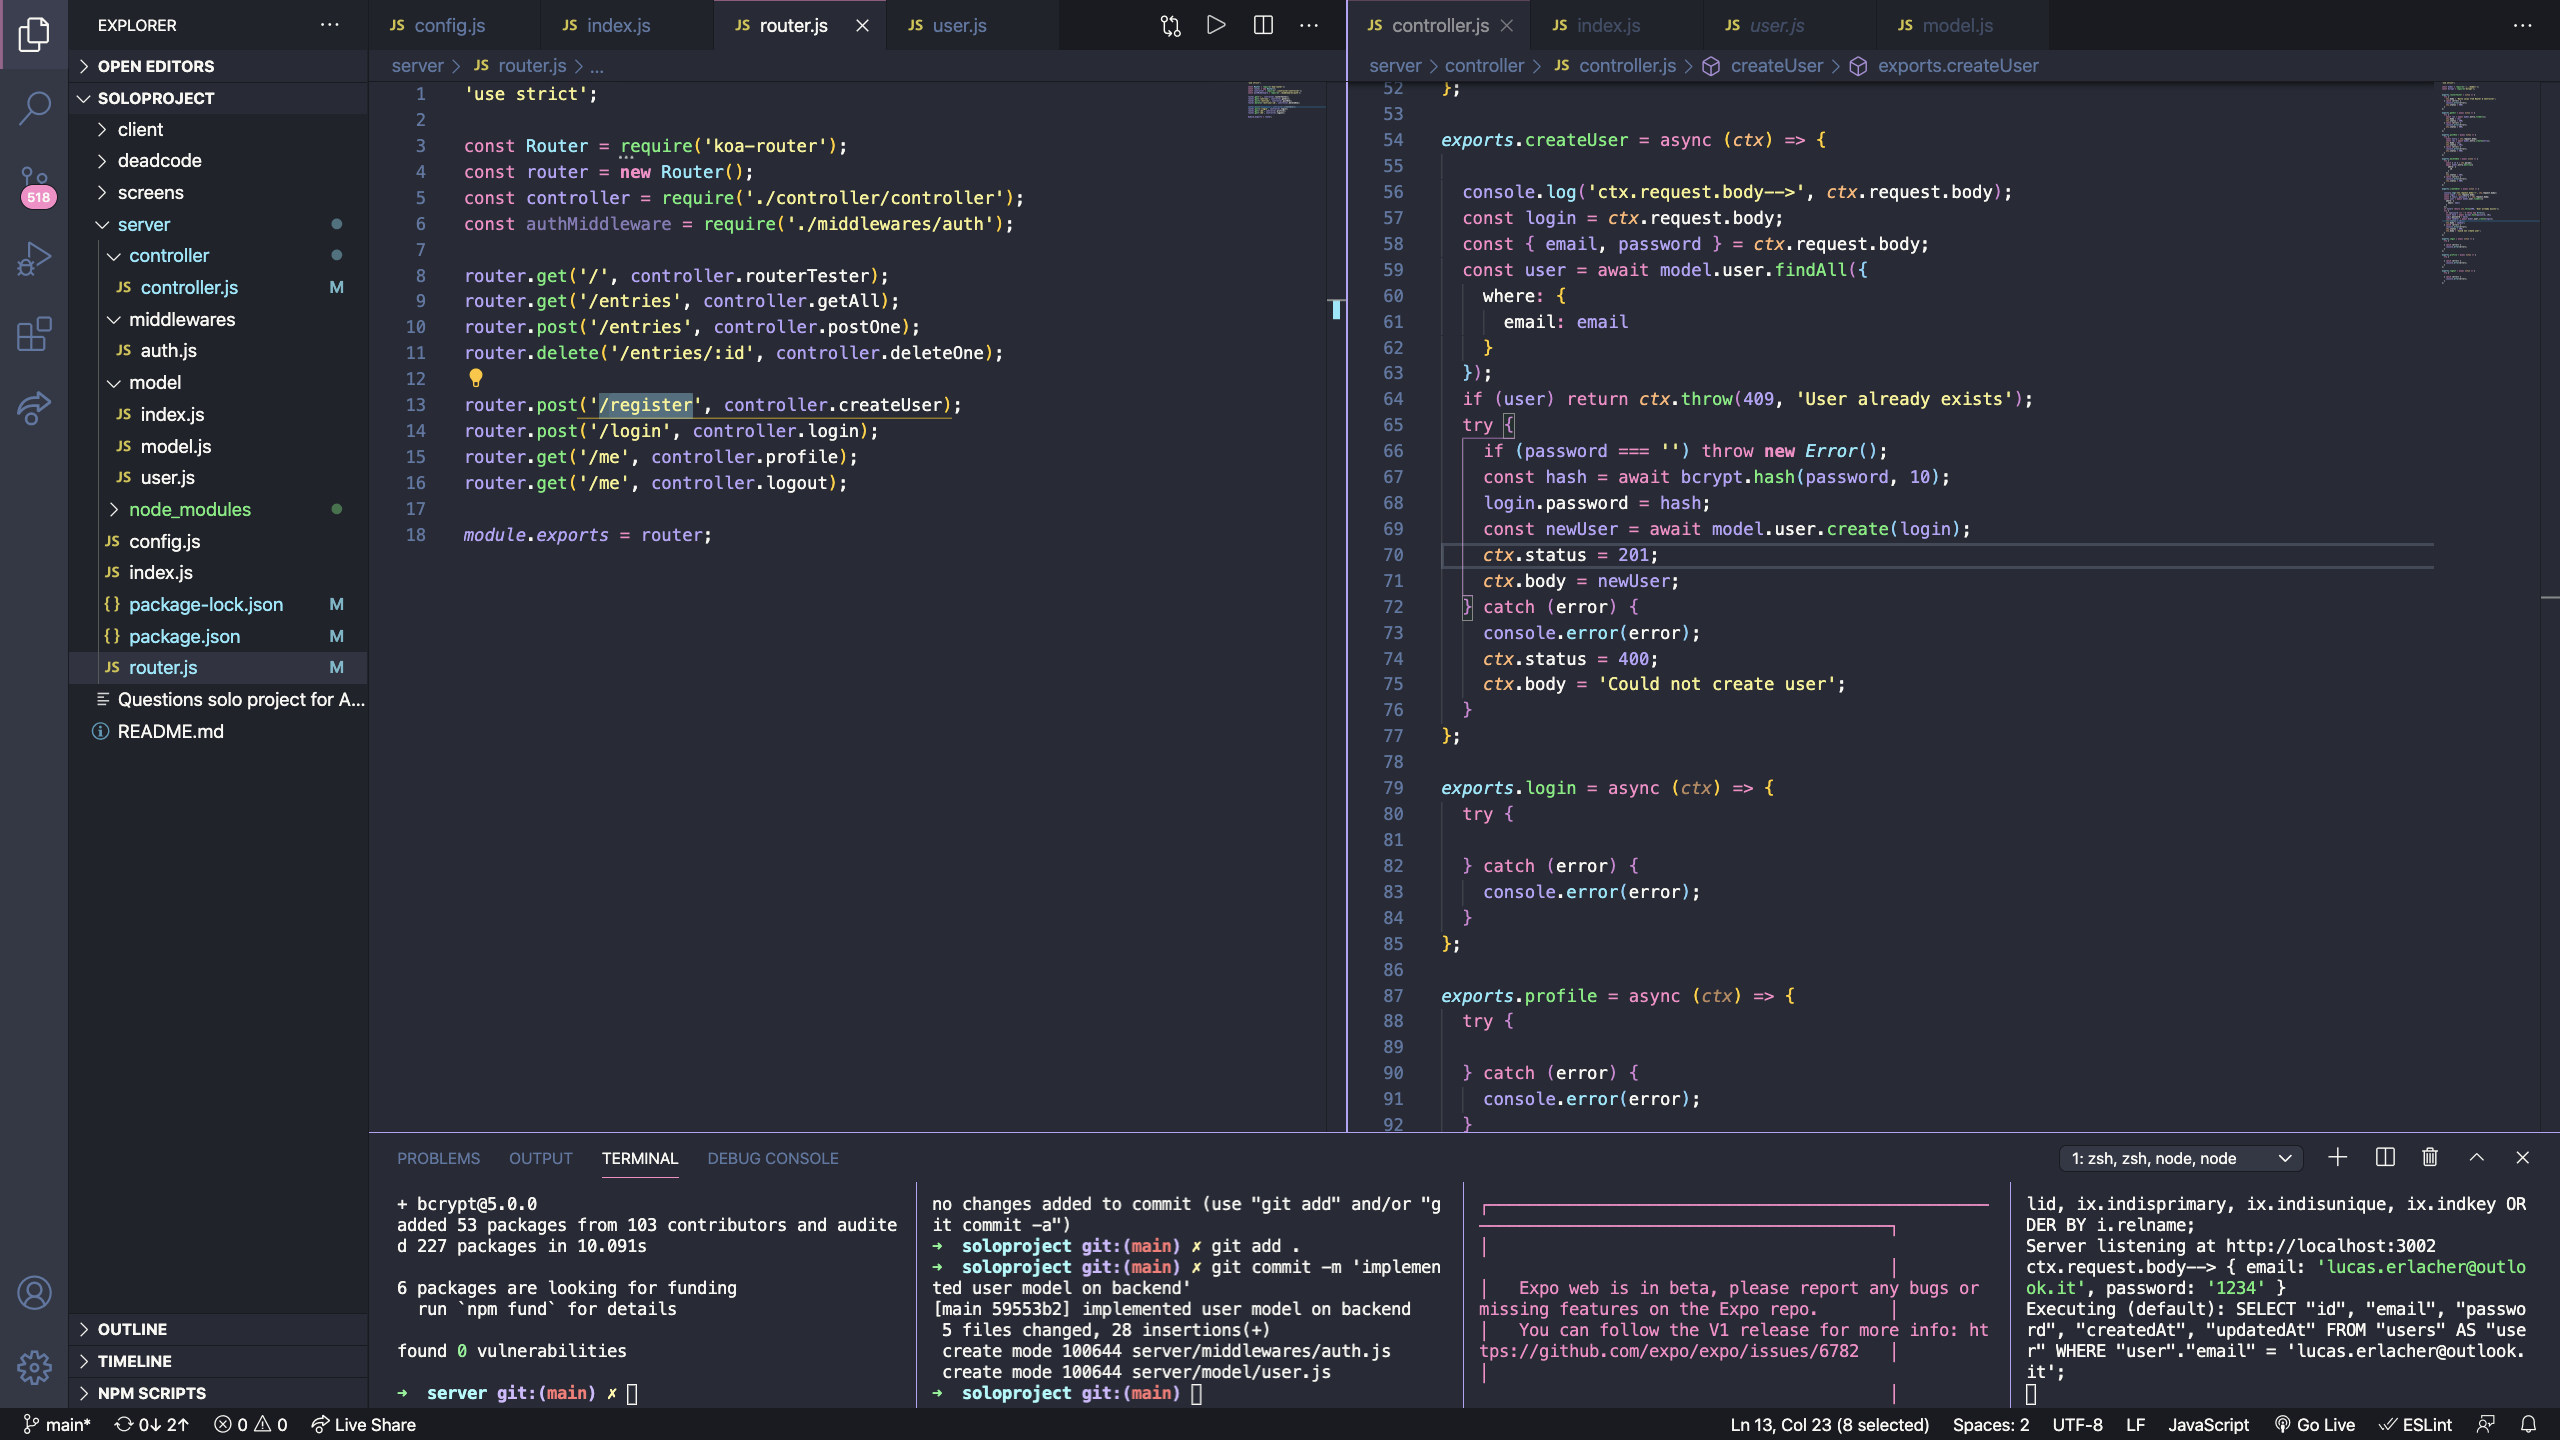 EXPLORER
OPEN EDITORS
SOLOPROJECT
client
deadcode
screens
518
server
controller
JS controller.js M
middlewares
JS auth.js
model
JS index.js
JS model.js
JS user.js
node_modules
JS config.js
JS index.js
{} package-lock.json M
{} package.json M
JS router.js M
Questions solo project for A...
README.md
OUTLINE
TIMELINE
NPM SCRIPTS
JS config.js
JS index.js
JS router.js
JS user.js
server > JS router.js > ...
1 'use strict';
2
3 const Router = require('koa-router');
4 const router = new Router();
5 const controller = require('./controller/controller');
6 const authMiddleware = require('./middlewares/auth');
7
8 router.get('/', controller.routerTester);
9 router.get('/entries', controller.getAll);
10 router.post('/entries', controller.postOne);
11 router.delete('/entries/:id', controller.deleteOne);
12
13 router.post('/register', controller.createUser);
14 router.post('/login', controller.login);
15 router.get('/me', controller.profile);
16 router.get('/me', controller.logout);
17
18 module.exports = router;
JS controller.js
JS index.js
JS user.js
JS model.js
server > controller > JS controller.js > createUser > exports.createUser
52 };
53
54 exports.createUser = async (ctx) => {
55
56 console.log('ctx.request.body-->', ctx.request.body);
57 const login = ctx.request.body;
58 const { email, password } = ctx.request.body;
59 const user = await model.user.findAll({
60 where: {
61 email: email
62 }
63 });
64 if (user) return ctx.throw(409, 'User already exists');
65 try {
66 if (password === '') throw new Error();
67 const hash = await bcrypt.hash(password, 10);
68 login.password = hash;
69 const newUser = await model.user.create(login);
70 ctx.status = 201;
71 ctx.body = newUser;
72 } catch (error) {
73 console.error(error);
74 ctx.status = 400;
75 ctx.body = 'Could not create user';
76 }
77 };
78
79 exports.login = async (ctx) => {
80 try {
81
82 } catch (error) {
83 console.error(error);
84 }
85 };
86
87 exports.profile = async (ctx) => {
88 try {
89
90 } catch (error) {
91 console.error(error);
92 }
PROBLEMS OUTPUT TERMINAL DEBUG CONSOLE
1: zsh, zsh, node, node
+ bcrypt@5.0.0
added 53 packages from 103 contributors and audite
d 227 packages in 10.091s
6 packages are looking for funding
run `npm fund` for details
found 0 vulnerabilities
→ server git:(main) ✗
no changes added to commit (use "git add" and/or "g
it commit -a")
→ soloproject git:(main) ✗ git add .
→ soloproject git:(main) ✗ git commit -m 'implemen
ted user model on backend'
[main 59553b2] implemented user model on backend
5 files changed, 28 insertions(+)
create mode 100644 server/middlewares/auth.js
create mode 100644 server/model/user.js
→ soloproject git:(main)
Expo web is in beta, please report any bugs or
missing features on the Expo repo.
You can follow the V1 release for more info: ht
tps://github.com/expo/expo/issues/6782
lid, ix.indisprimary, ix.indisunique, ix.indkey OR
DER BY i.relname;
Server listening at http://localhost:3002
ctx.request.body--> { email: 'lucas.erlacher@outlo
ok.it', password: '1234' }
Executing (default): SELECT "id", "email", "passwo
rd", "createdAt", "updatedAt" FROM "users" AS "use
r" WHERE "user"."email" = 'lucas.erlacher@outlook.
it';
main* 0↓ 2↑ 0 0 Live Share
Ln 13, Col 23 (8 selected) Spaces: 2 UTF-8 LF JavaScript Go Live ESLint